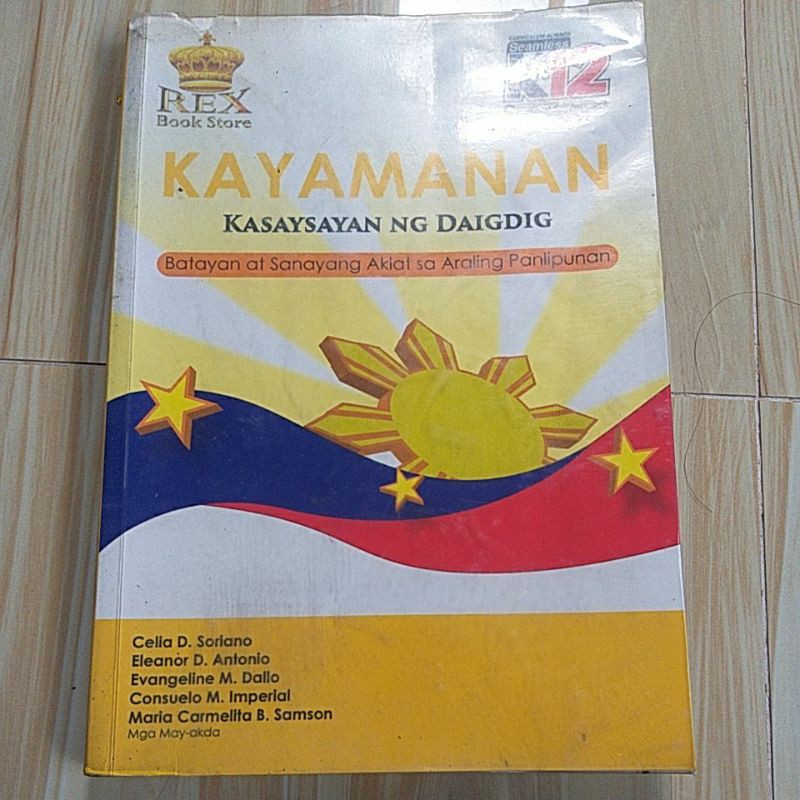 REX
Book Store
Seamless
K12
KAYAMANAN
KASAYSAYAN NG DAIGDIG
Batayan at Sanayang Aklat sa Araling Panlipunan
Celia D. Soriano
Eleanor D. Antonio
Evangeline M. Dallo
Consuelo M. Imperial
Maria Carmelita B. Samson
Mga May-akda